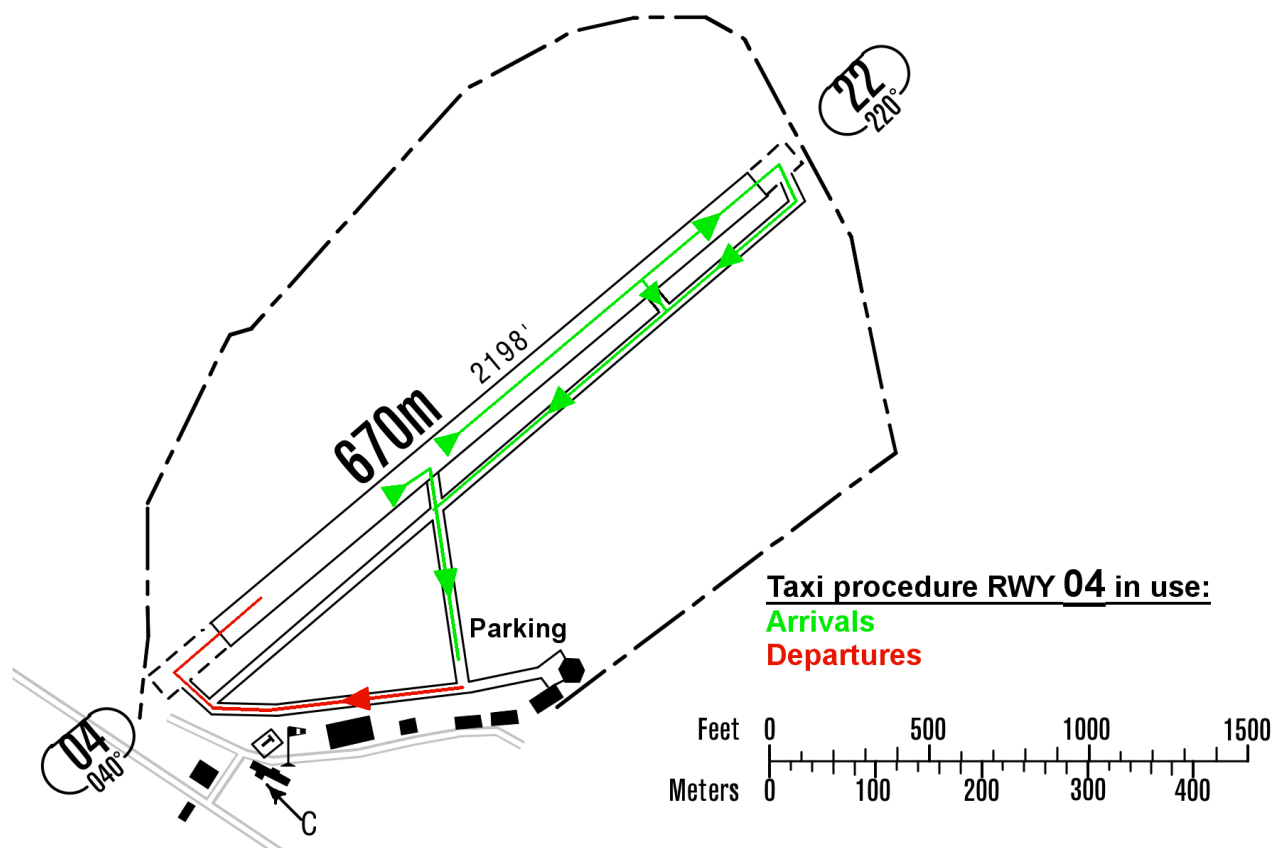 22
220°
2198'
670m
Parking
Taxi procedure RWY 04 in use:
Arrivals
Departures
04
040°
T
C
Feet 0 500 1000 1500
Meters 0 100 200 300 400